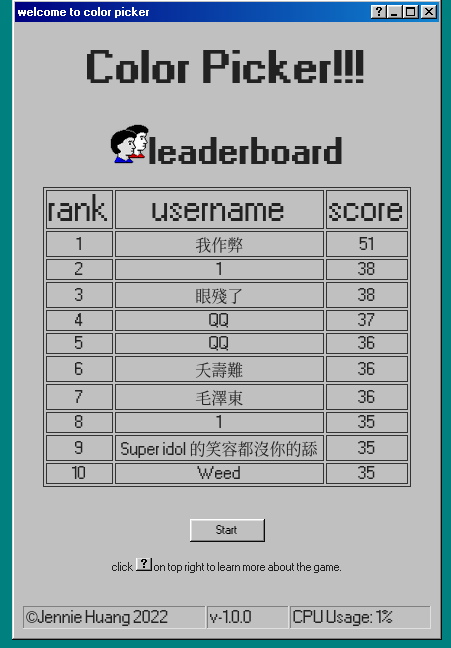 welcome to color picker
Color Picker!!!
leaderboard
rank username score
1 我作弊 51
2 1 38
3 眼殘了 38
4 QQ 37
5 QQ 36
6 夭壽難 36
7 毛澤東 36
8 1 35
9 Super idol 的笑容都沒你的舔 35
10 Weed 35
Start
click ? on top right to learn more about the game.
©Jennie Huang 2022 v-1.0.0 CPU Usage: 1%